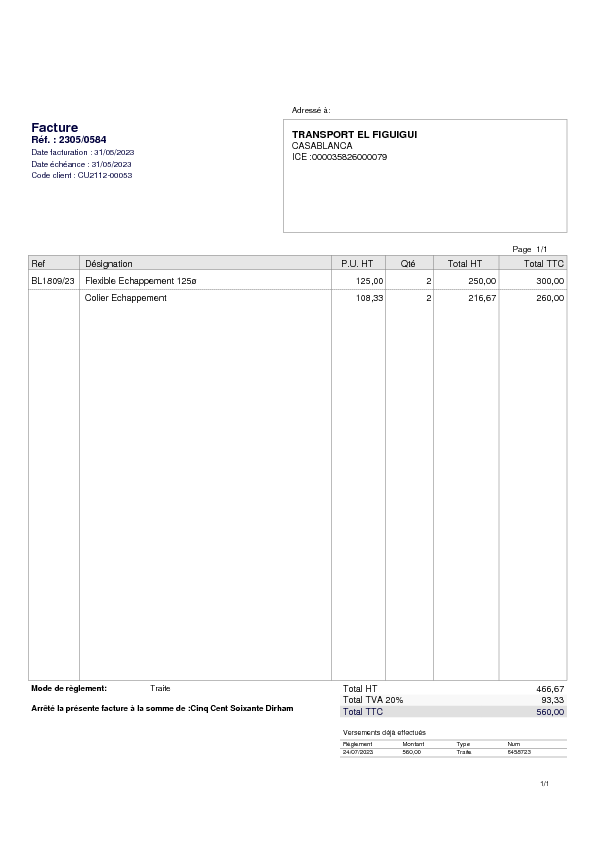 Adressé à:
Facture
Réf. : 2305/0584
Date facturation : 31/05/2023
Date échéance : 31/05/2023
Code client : CU2112-00053
TRANSPORT EL FIGUIGUI
CASABLANCA
ICE :000035826000079
Page 1/1
Ref Désignation P.U. HT Qté Total HT Total TTC
BL1809/23 Flexible Echappement 125ø 125,00 2 250,00 300,00
Colier Echappement 108,33 2 216,67 260,00
Mode de règlement: Traite
Arrêté la présente facture à la somme de :Cinq Cent Soixante Dirham
Total HT 466,67
Total TVA 20% 93,33
Total TTC 560,00
Versements déjà effectués
Règlement Montant Type Num
24/07/2023 560,00 Traite 6458723
1/1